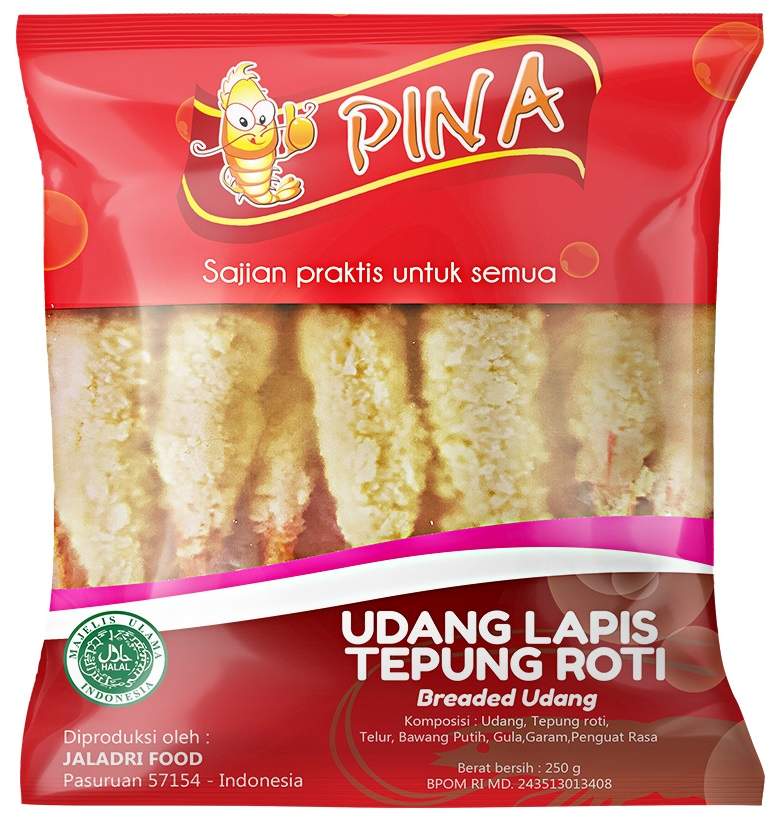 PINA
Sajian praktis untuk semua
MAJELIS ULAMA
حلال
HALAL
INDONESIA
UDANG LAPIS
TEPUNG ROTI
Breaded Udang
Komposisi : Udang, Tepung roti,
Telur, Bawang Putih, Gula,Garam,Penguat Rasa
Berat bersih : 250 g
BPOM RI MD. 243513013408
Diproduksi oleh :
JALADRI FOOD
Pasuruan 57154 - Indonesia